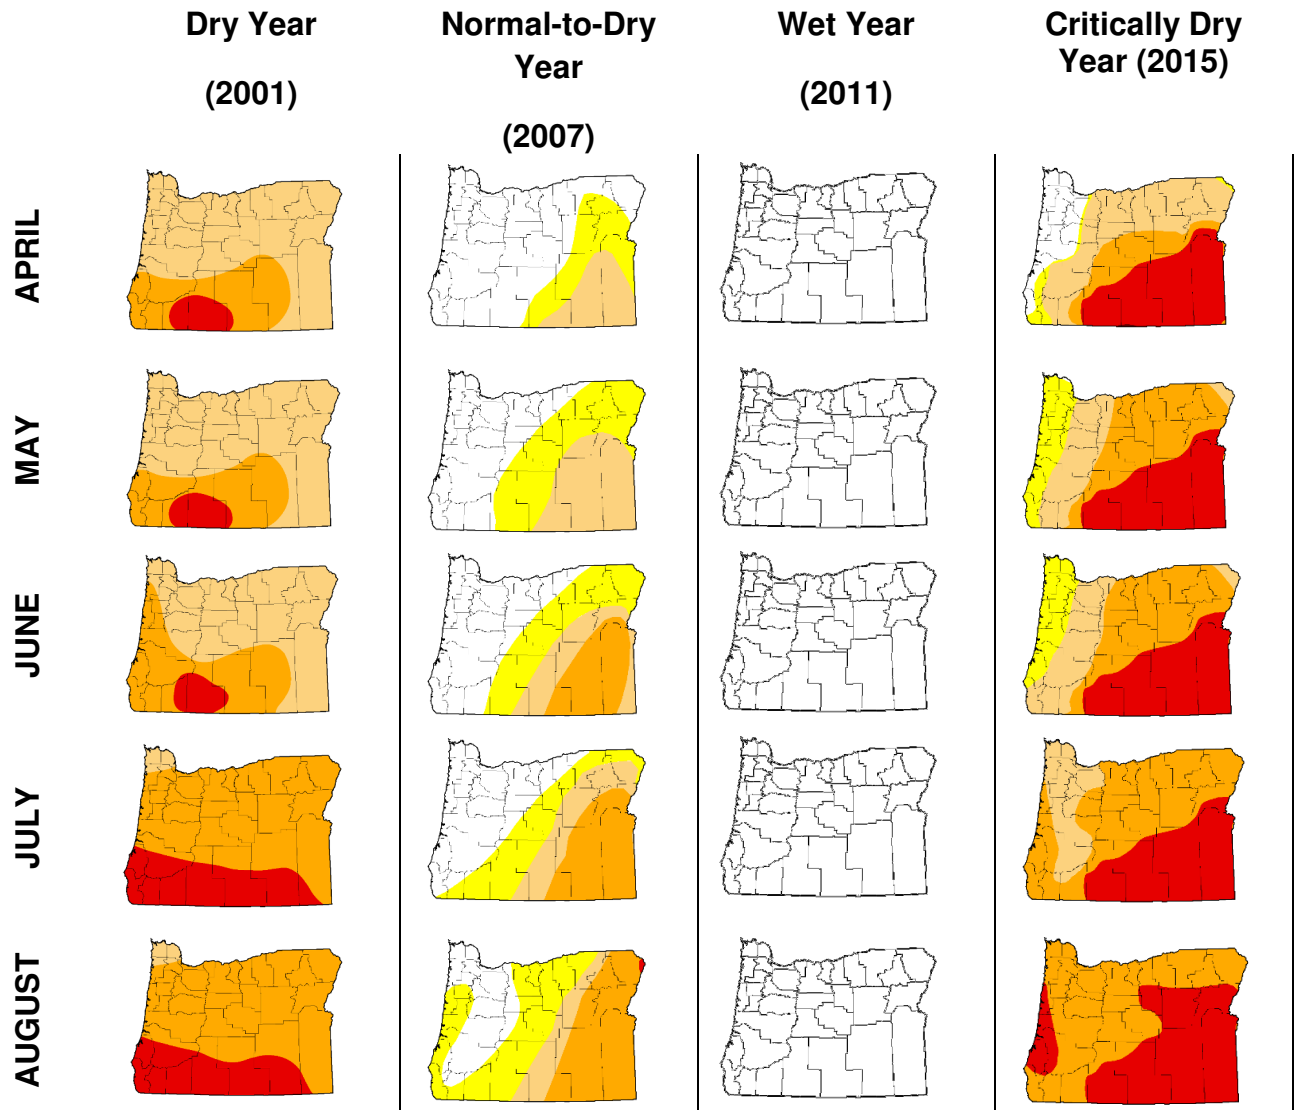 Dry Year
(2001)
Normal-to-Dry
Year
(2007)
Wet Year
(2011)
Critically Dry
Year (2015)
APRIL
MAY
JUNE
JULY
AUGUST